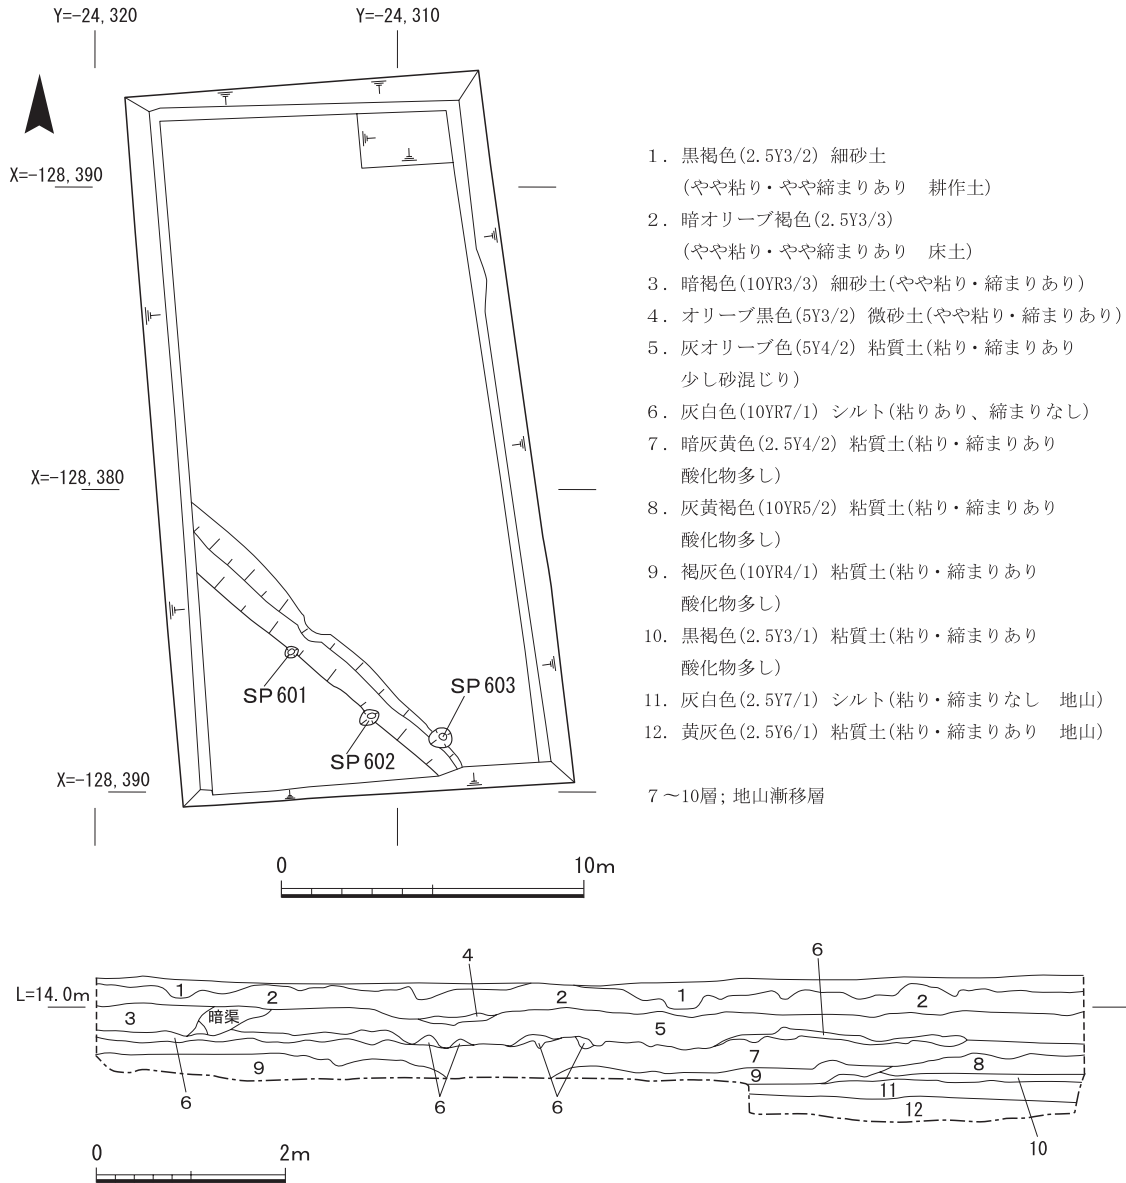 Y=-24,320
Y=-24,310
X=-128,390
X=-128,380
X=-128,390
SP601
SP602
SP603
0
10m
1. 黒褐色(2.5Y3/2) 細砂土
(やや粘り・やや締まりあり　耕作土)
2. 暗オリーブ褐色(2.5Y3/3)
(やや粘り・やや締まりあり　床土)
3. 暗褐色(10YR3/3) 細砂土(やや粘り・締まりあり)
4. オリーブ黒色(5Y3/2) 微砂土(やや粘り・締まりあり)
5. 灰オリーブ色(5Y4/2) 粘質土(粘り・締まりあり
少し砂混じり)
6. 灰白色(10YR7/1) シルト(粘りあり、締まりなし)
7. 暗灰黄色(2.5Y4/2) 粘質土(粘り・締まりあり
酸化物多し)
8. 灰黄褐色(10YR5/2) 粘質土(粘り・締まりあり
酸化物多し)
9. 褐灰色(10YR4/1) 粘質土(粘り・締まりあり
酸化物多し)
10. 黒褐色(2.5Y3/1) 粘質土(粘り・締まりあり
酸化物多し)
11. 灰白色(2.5Y7/1) シルト(粘り・締まりなし　地山)
12. 黄灰色(2.5Y6/1) 粘質土(粘り・締まりあり　地山)
7～10層; 地山漸移層
L=14.0m
4
6
1
2
2
1
2
3
暗渠
5
7
9
9
8
11
12
6
6
6
10
0
2m